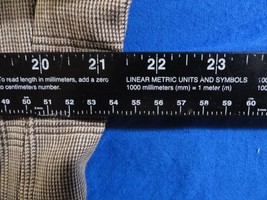 20 21 22 23
To read length in millimeters, add a zero LINEAR METRIC UNITS AND SYMBOLS 100
to centimeters number. 1000 millimeters (mm) = 1 meter (m)
49 50 51 52 53 54 55 56 57 58 59 60